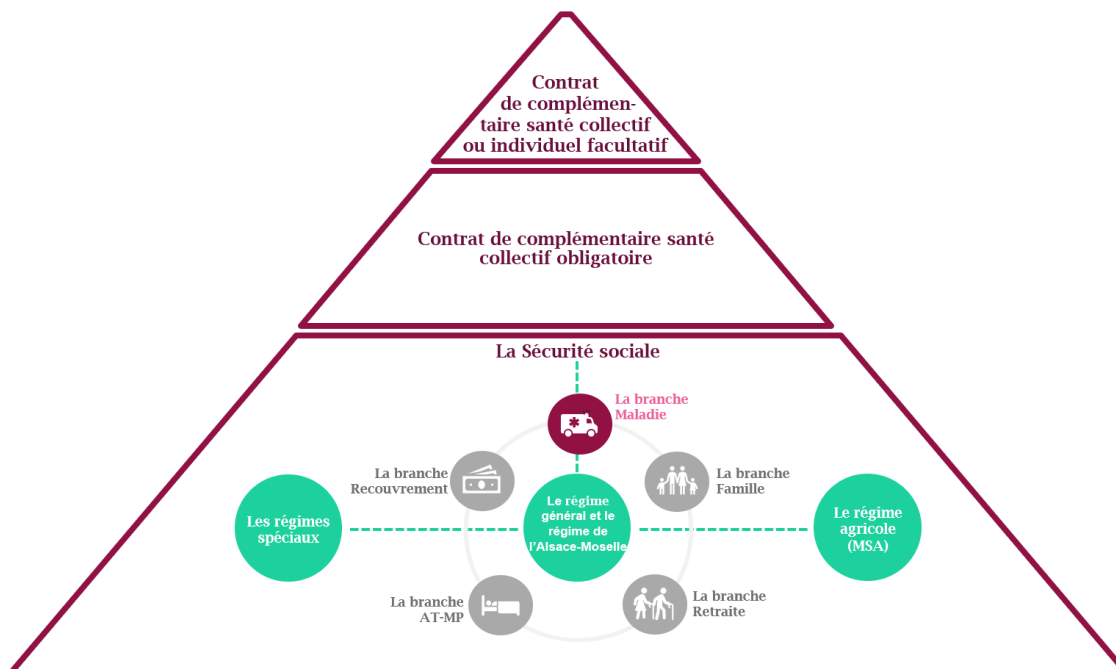 Contrat
de complémen-
taire santé collectif
ou individuel facultatif
Contrat de complémentaire santé
collectif obligatoire
La Sécurité sociale
La branche
Maladie
La branche
Recouvrement
La branche
Famille
Les régimes
spéciaux
Le régime
général et le
régime de
l'Alsace-Moselle
Le régime
agricole
(MSA)
La branche
AT-MP
La branche
Retraite